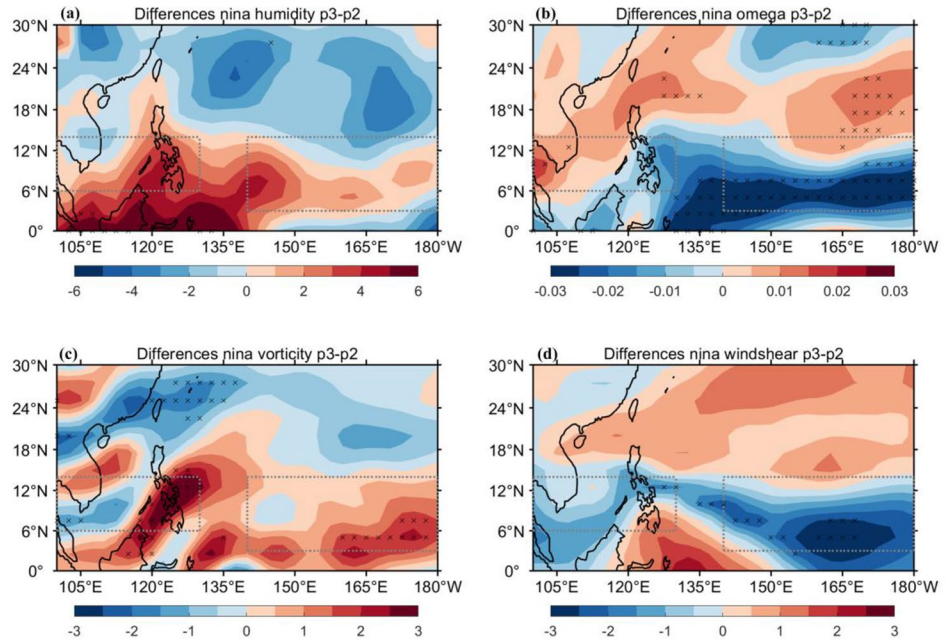 (a) Differences nina humidity p3-p2
30°N
24°N
18°N
12°N
6°N
0°
105°E 120°E 135°E 150°E 165°E 180°W
-6 -4 -2 0 2 4 6
(b) Differences nina omega p3-p2
30°N
24°N
18°N
12°N
6°N
0°
105°E 120°E 135°E 150°E 165°E 180°W
-0.03 -0.02 -0.01 0 0.01 0.02 0.03
(c) Differences nina vorticity p3-p2
30°N
24°N
18°N
12°N
6°N
0°
105°E 120°E 135°E 150°E 165°E 180°W
-3 -2 -1 0 1 2 3
(d) Differences nina windshear p3-p2
30°N
24°N
18°N
12°N
6°N
0°
105°E 120°E 135°E 150°E 165°E 180°W
-3 -2 -1 0 1 2 3